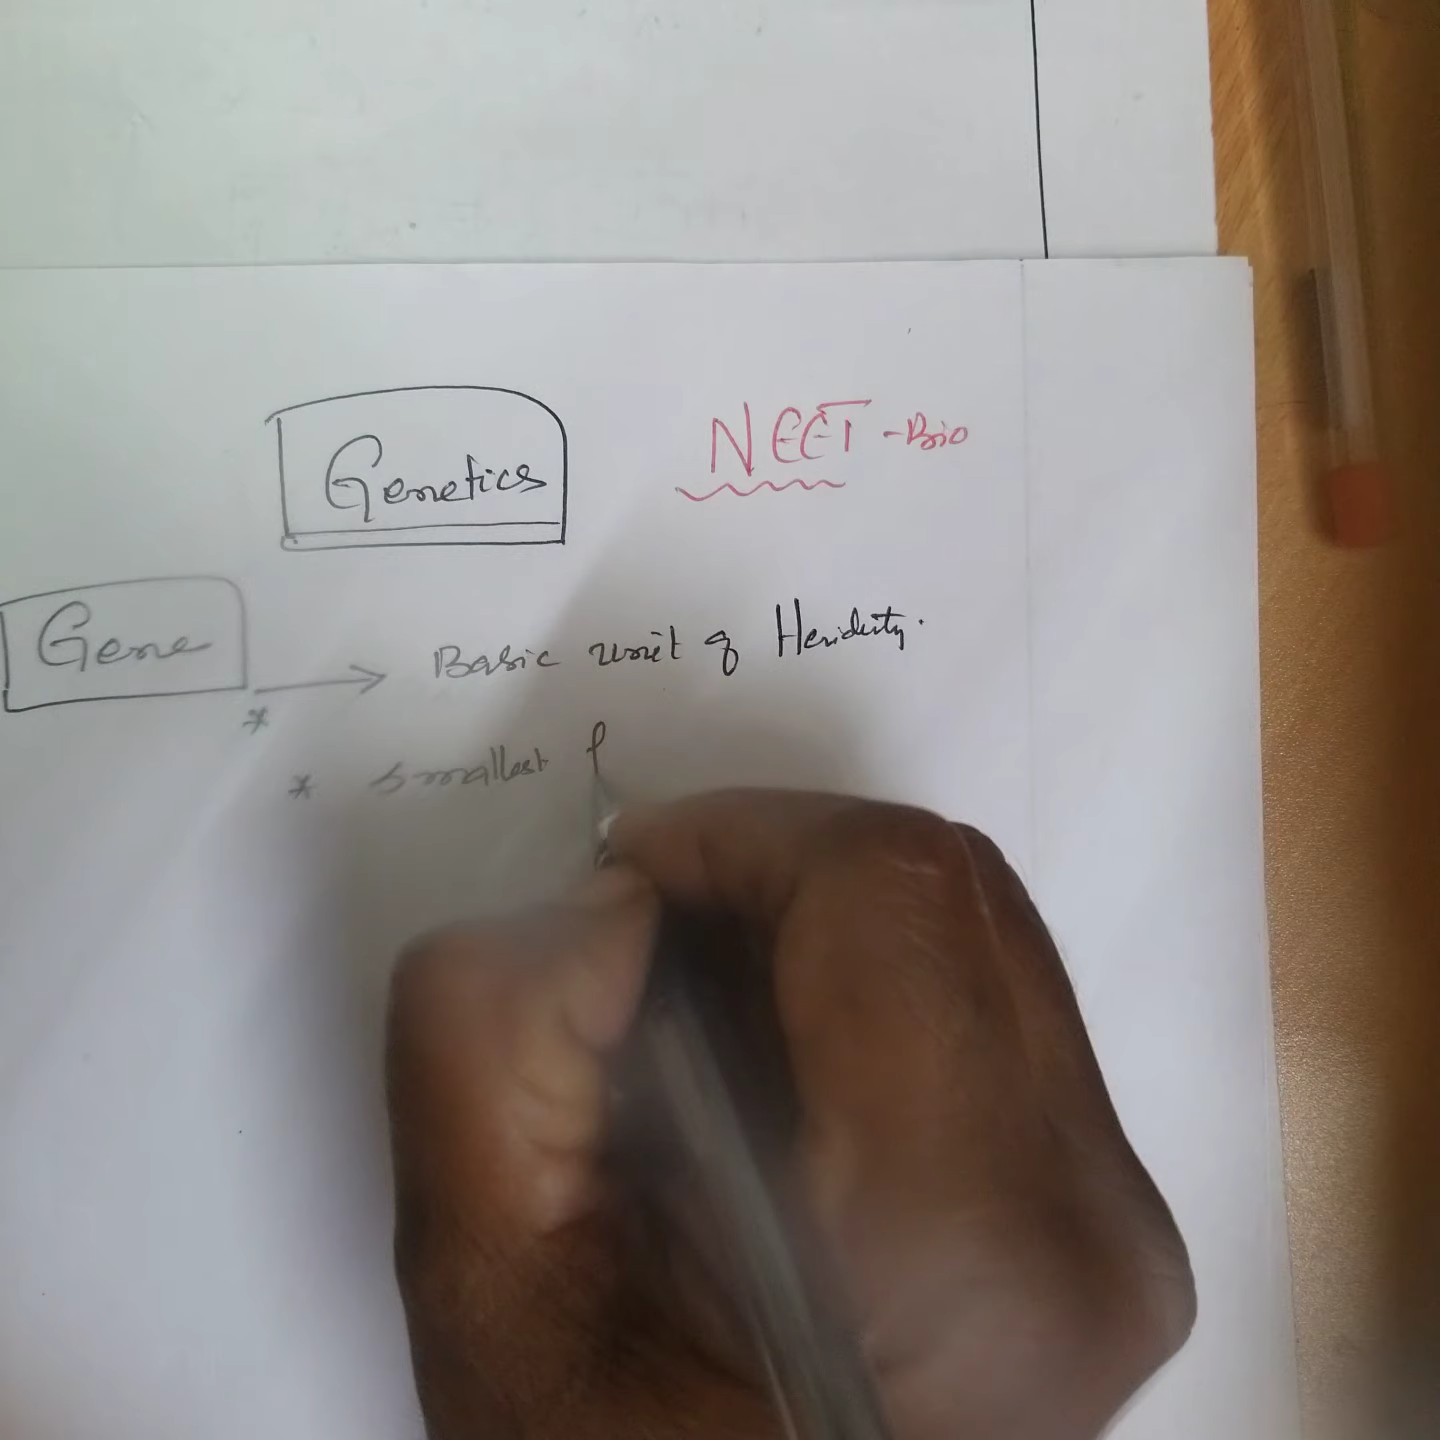 Genetics
NEET - Bio
Gene
* → Basic unit of Heridity.
* Smallest